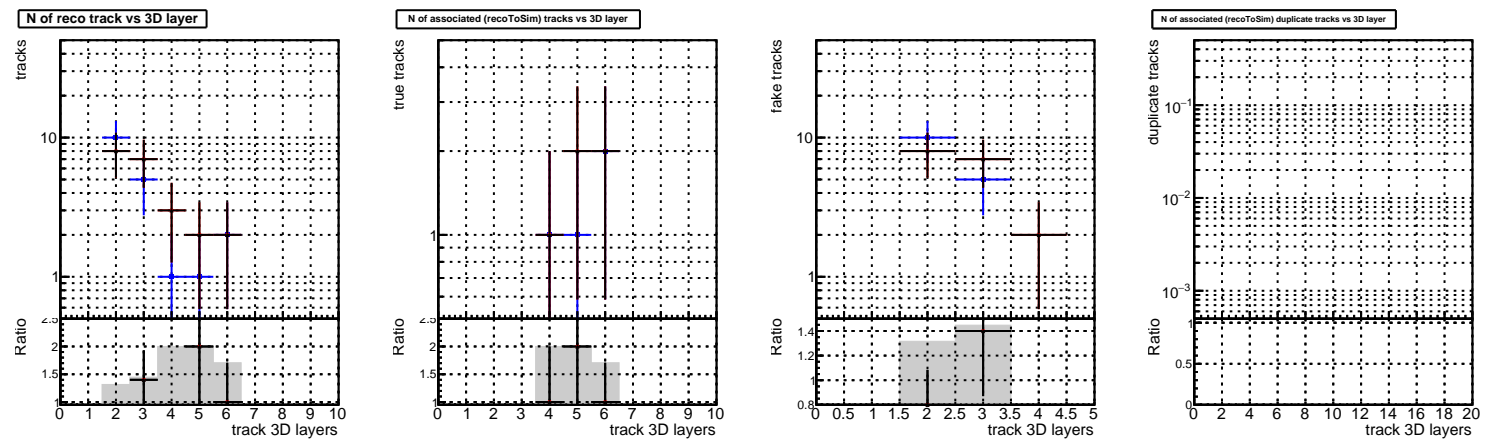 N of reco track vs 3D layer
tracks
10
1
Ratio
2.5
2
1.5
1
0 1 2 3 4 5 6 7 8 9 10
track 3D layers
N of associated (recoToSim) tracks vs 3D layer
true tracks
1
Ratio
2.5
2
1.5
1
0 1 2 3 4 5 6 7 8 9 10
track 3D layers
fake tracks
10
1
Ratio
1.4
1.2
1
0.8
0 0.5 1 1.5 2 2.5 3 3.5 4 4.5 5
track 3D layers
N of associated (recoToSim) duplicate tracks vs 3D layer
duplicate tracks
10⁻¹
10⁻²
10⁻³
Ratio
1
0.5
0
0 2 4 6 8 10 12 14 16 18 20
track 3D layers